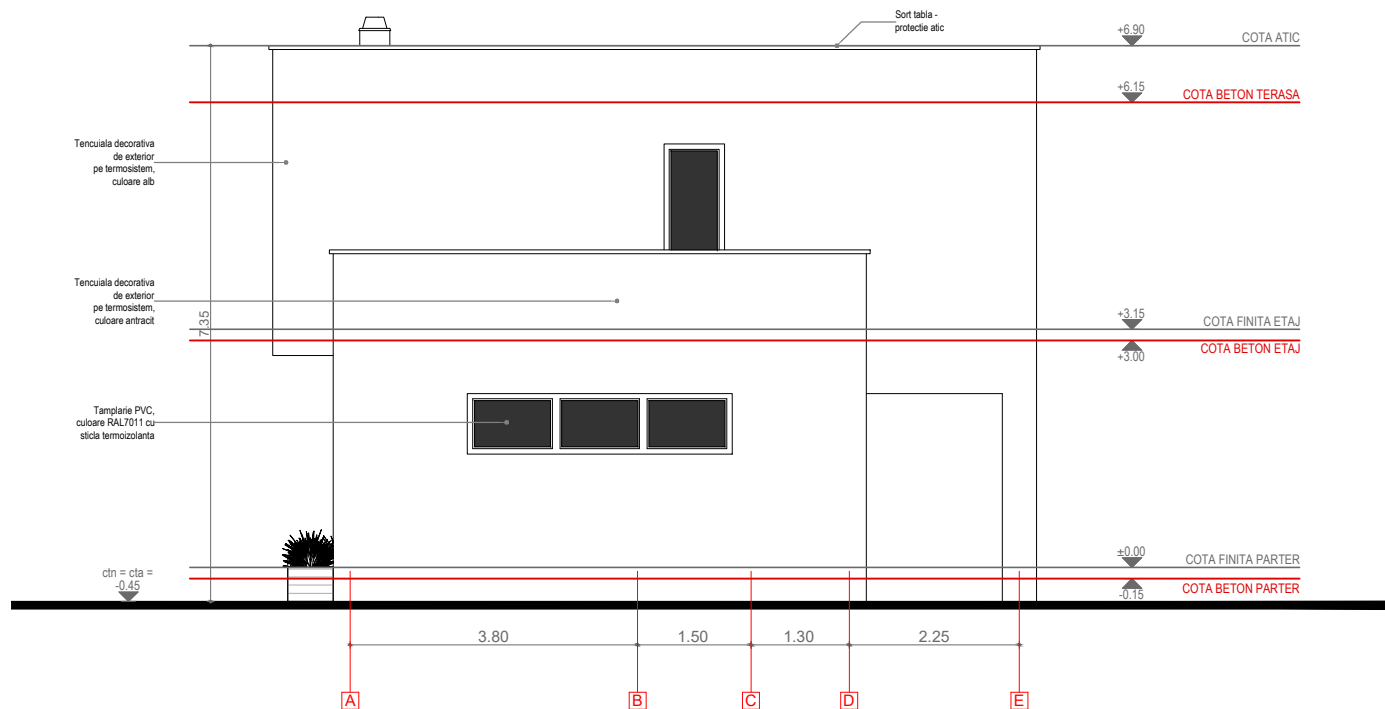 Sort tabla -
protectie atic
+6.90
COTA ATIC
+6.15
COTA BETON TERASA
Tencuiala decorativa
de exterior
pe termosistem,
culoare alb
Tencuiala decorativa
de exterior
pe termosistem,
culoare antracit
7.35
+3.15
COTA FINITA ETAJ
COTA BETON ETAJ
+3.00
Tamplarie PVC,
culoare RAL7011 cu
sticla termoizolanta
±0.00
COTA FINITA PARTER
ctn = cta =
-0.45
COTA BETON PARTER
-0.15
3.80
1.50
1.30
2.25
A
B
C
D
E